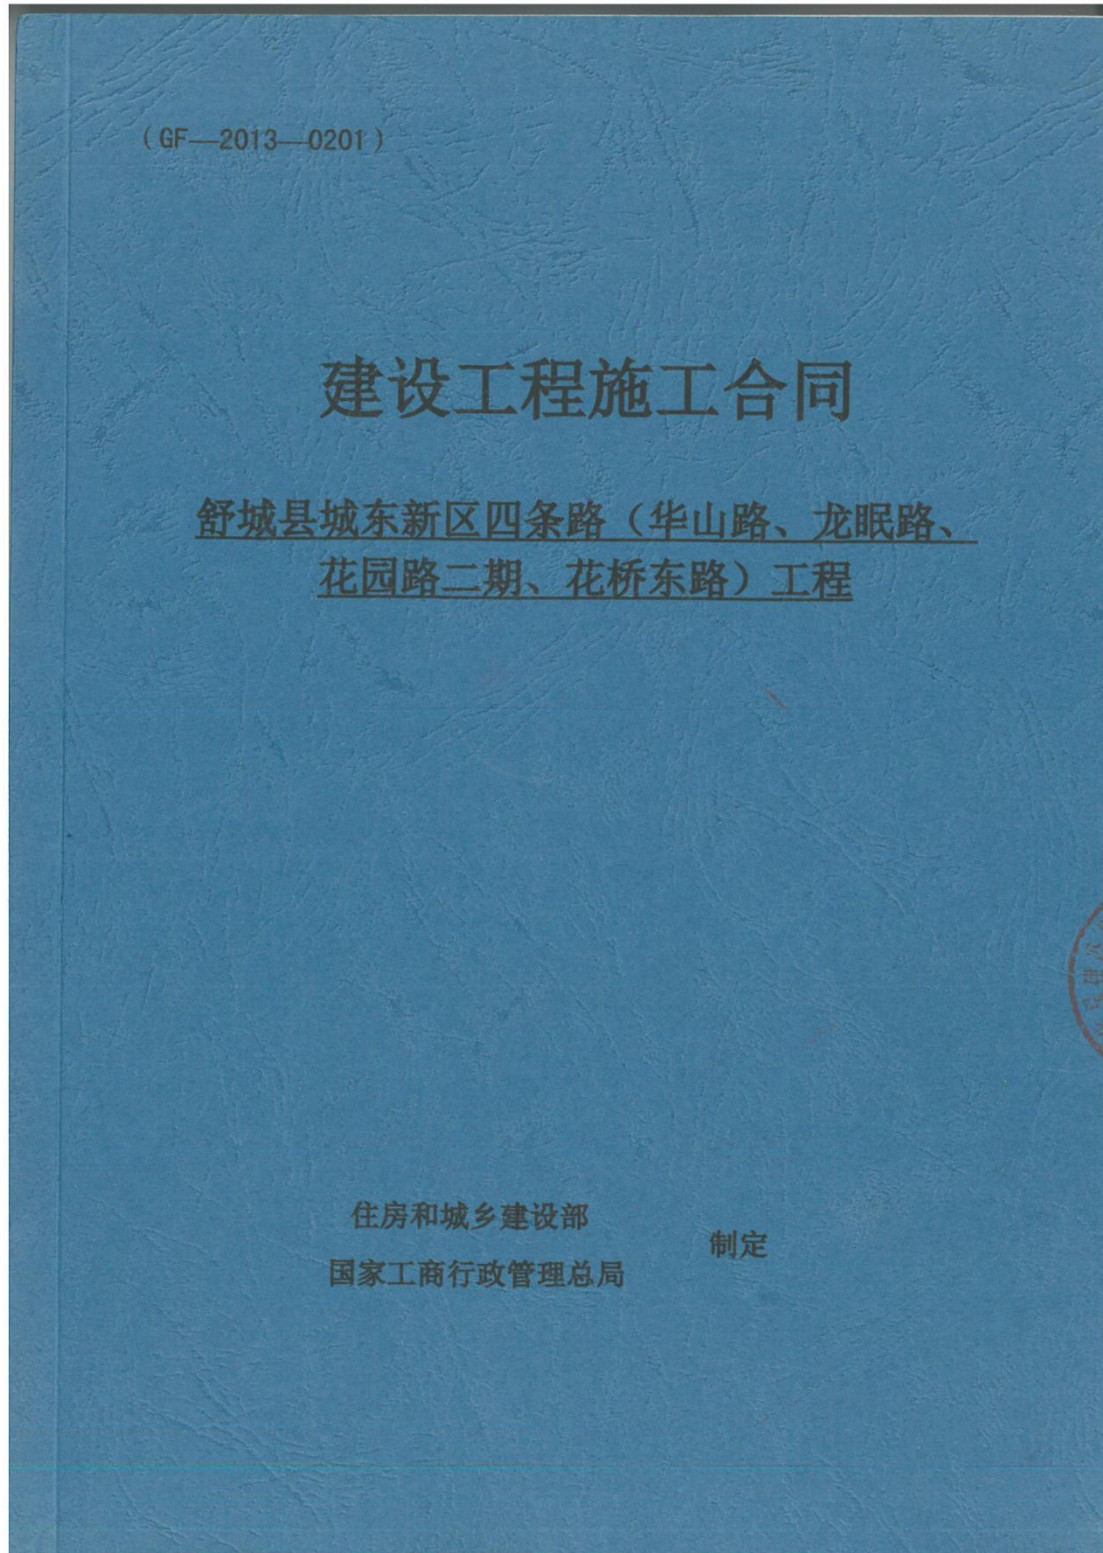 （GF—2013—0201）
建设工程施工合同
舒城县城东新区四条路（华山路、龙眠路、
花园路二期、花桥东路）工程
住房和城乡建设部
制定
国家工商行政管理总局